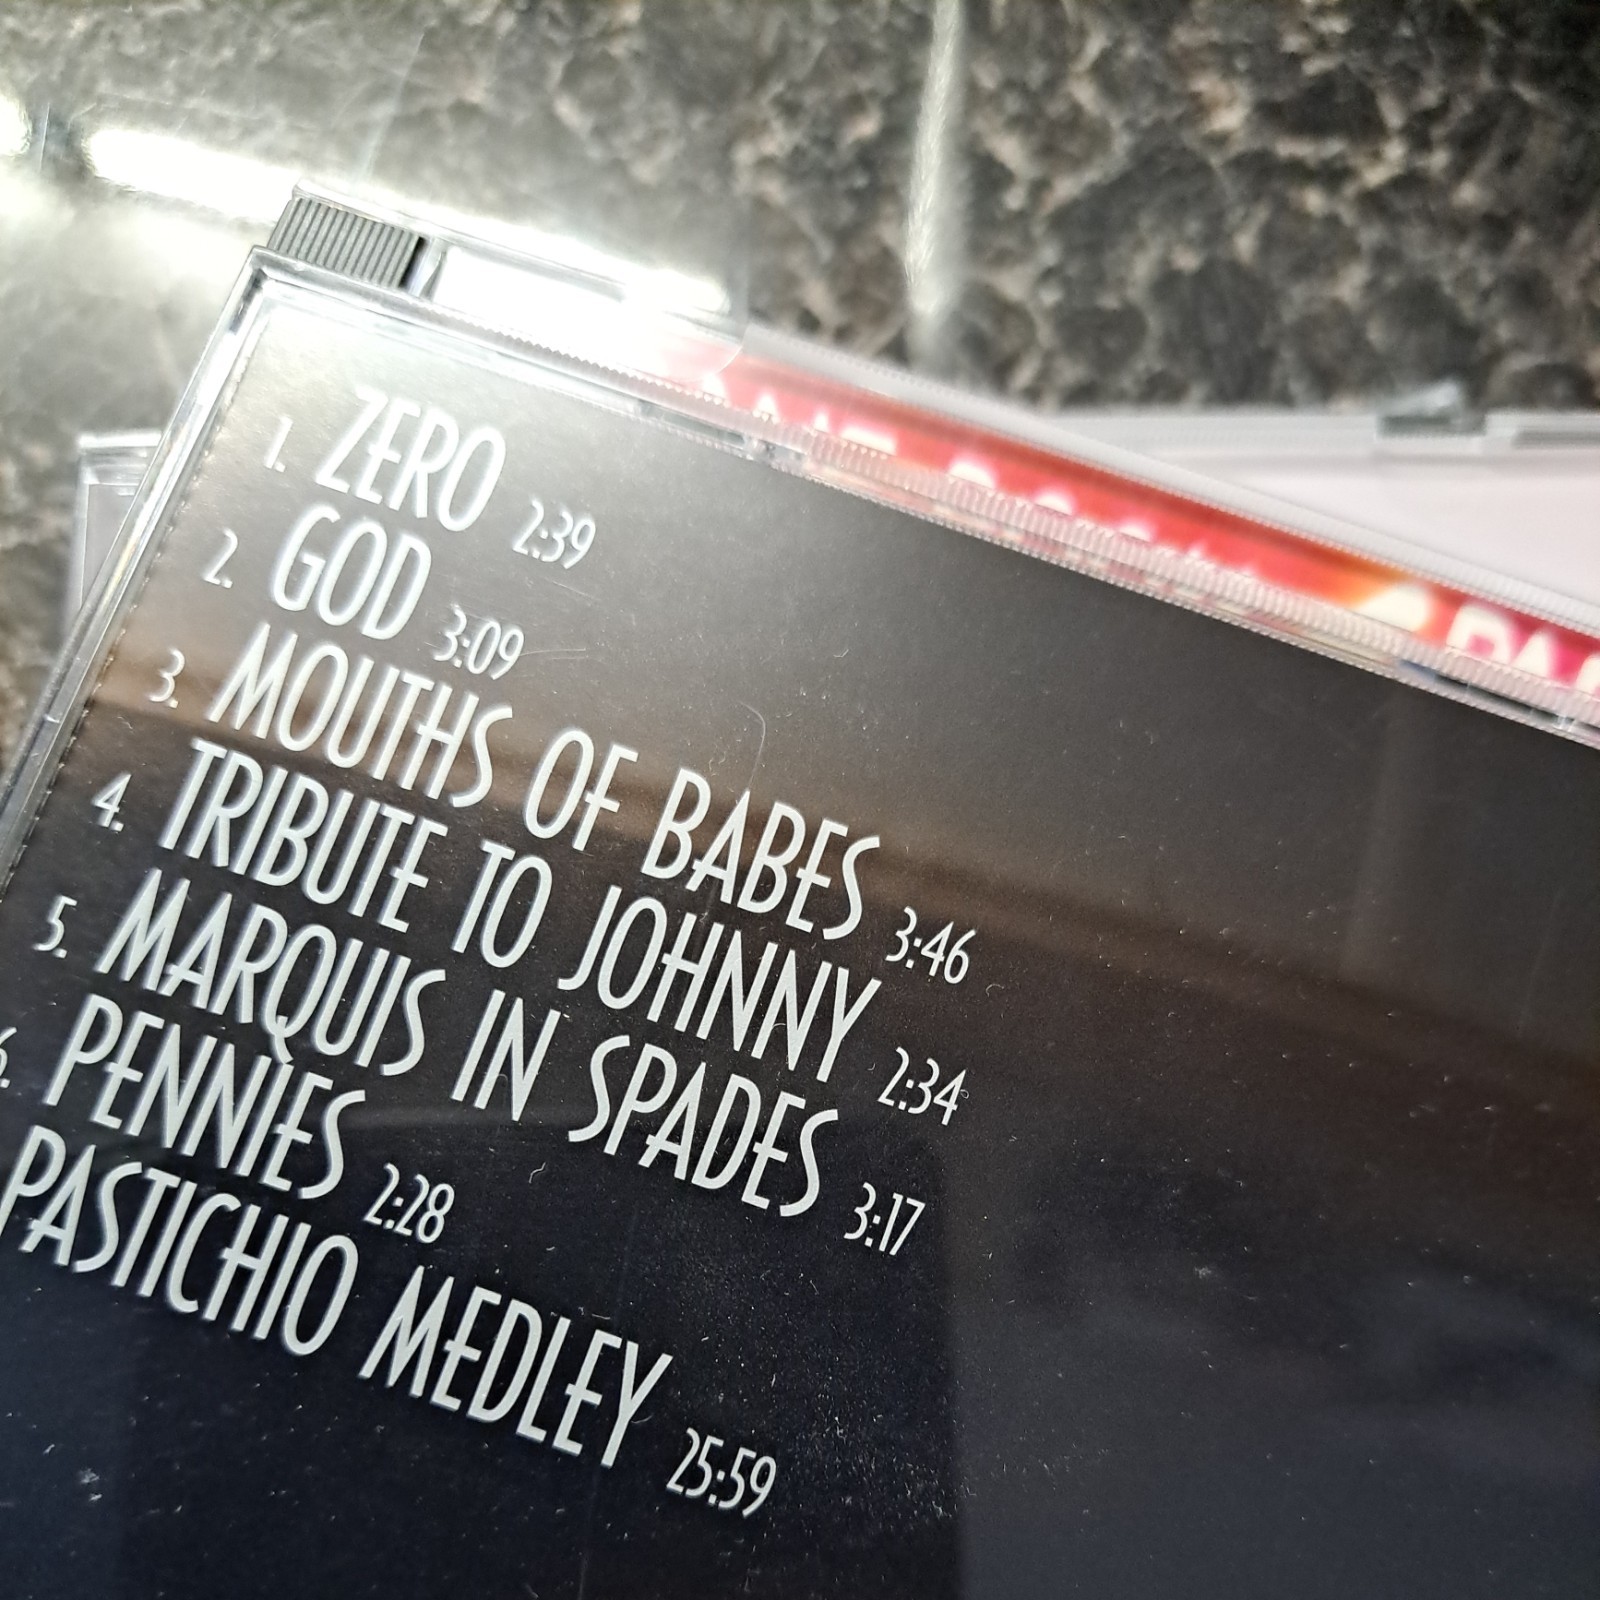 1. ZERO 2:39
2. GOD 3:09
3. MOUTHS OF BABES 3:46
4. TRIBUTE TO JOHNNY 2:34
5. MARQUIS IN SPADES 3:17
6. PENNIES 2:28
PASTICHIO MEDLEY 25:59